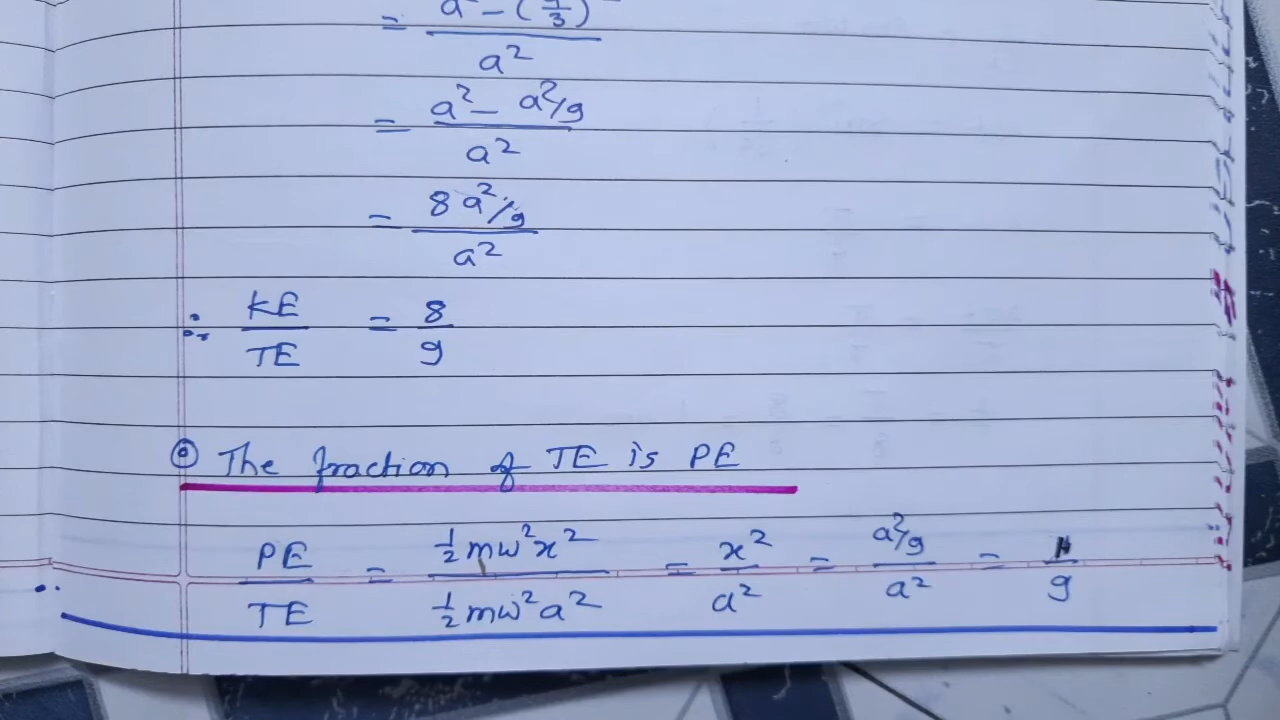 = a² - (a/3)² / a²
= a² - a²/9 / a²
= 8a²/9 / a²
∴ KE/TE = 8/9
The fraction of TE is PE
PE/TE = ½mω²x² / ½mω²a² = x²/a² = a²/9 / a² = 1/9